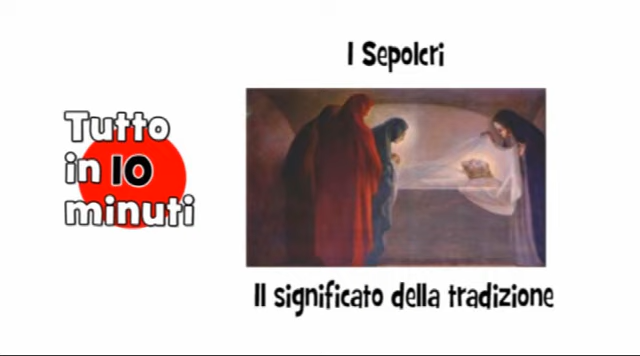 I Sepolcri
Tutto
in 10
minuti
Il significato della tradizione